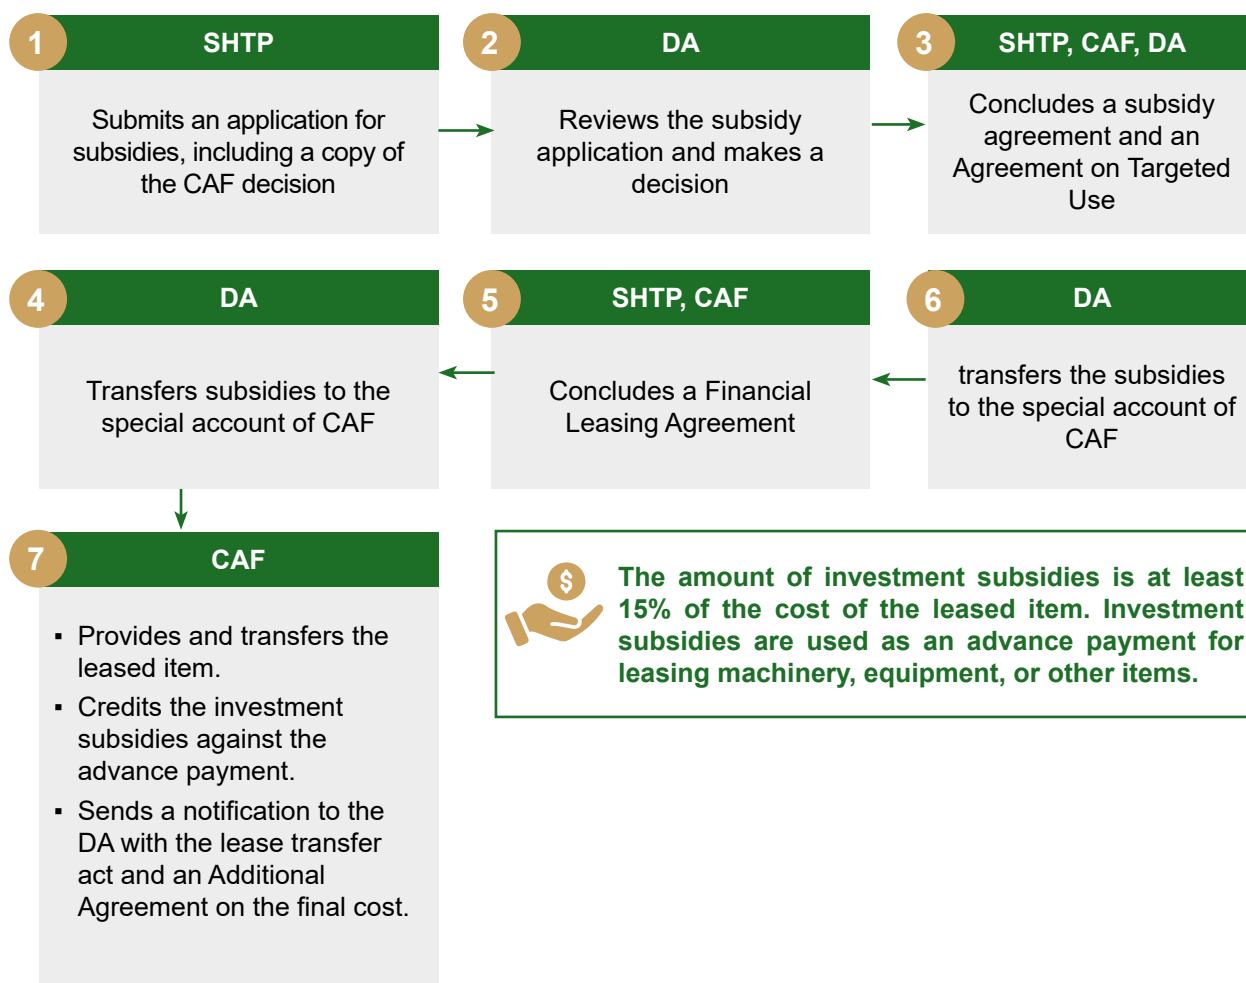 1
SHTP
Submits an application for
subsidies, including a copy of
the CAF decision
2
DA
Reviews the subsidy
application and makes a
decision
3
SHTP, CAF, DA
Concludes a subsidy
agreement and an
Agreement on Targeted
Use
4
DA
Transfers subsidies to the
special account of CAF
5
SHTP, CAF
Concludes a Financial
Leasing Agreement
6
DA
transfers the subsidies
to the special account of
CAF
7
CAF
▪ Provides and transfers the
leased item.
▪ Credits the investment
subsidies against the
advance payment.
▪ Sends a notification to the
DA with the lease transfer
act and an Additional
Agreement on the final cost.
$
The amount of investment subsidies is at least
15% of the cost of the leased item. Investment
subsidies are used as an advance payment for
leasing machinery, equipment, or other items.